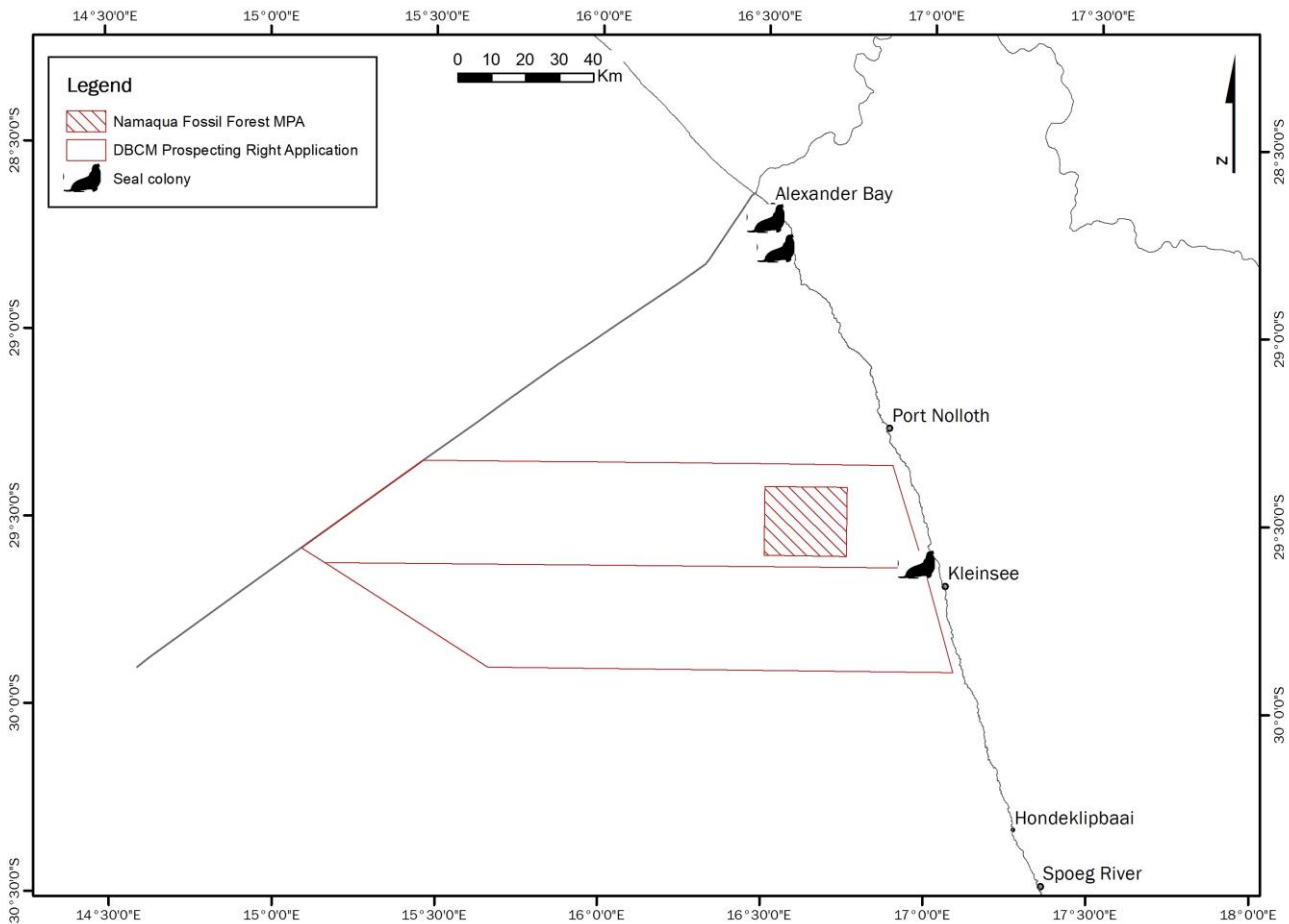 14°30'0"E 15°0'0"E 15°30'0"E 16°0'0"E 16°30'0"E 17°0'0"E 17°30'0"E
Legend
Namaqua Fossil Forest MPA
DBCM Prospecting Right Application
Seal colony
0 10 20 30 40
Km
N
28°30'0"S
28°30'0"S
Alexander Bay
29°0'0"S
29°0'0"S
Port Nolloth
29°30'0"S
29°30'0"S
Kleinsee
30°0'0"S
30°0'0"S
Hondeklipbaai
Spoeg River
30°30'0"S
30°30'0"S
14°30'0"E 15°0'0"E 15°30'0"E 16°0'0"E 16°30'0"E 17°0'0"E 17°30'0"E 18°0'0"E